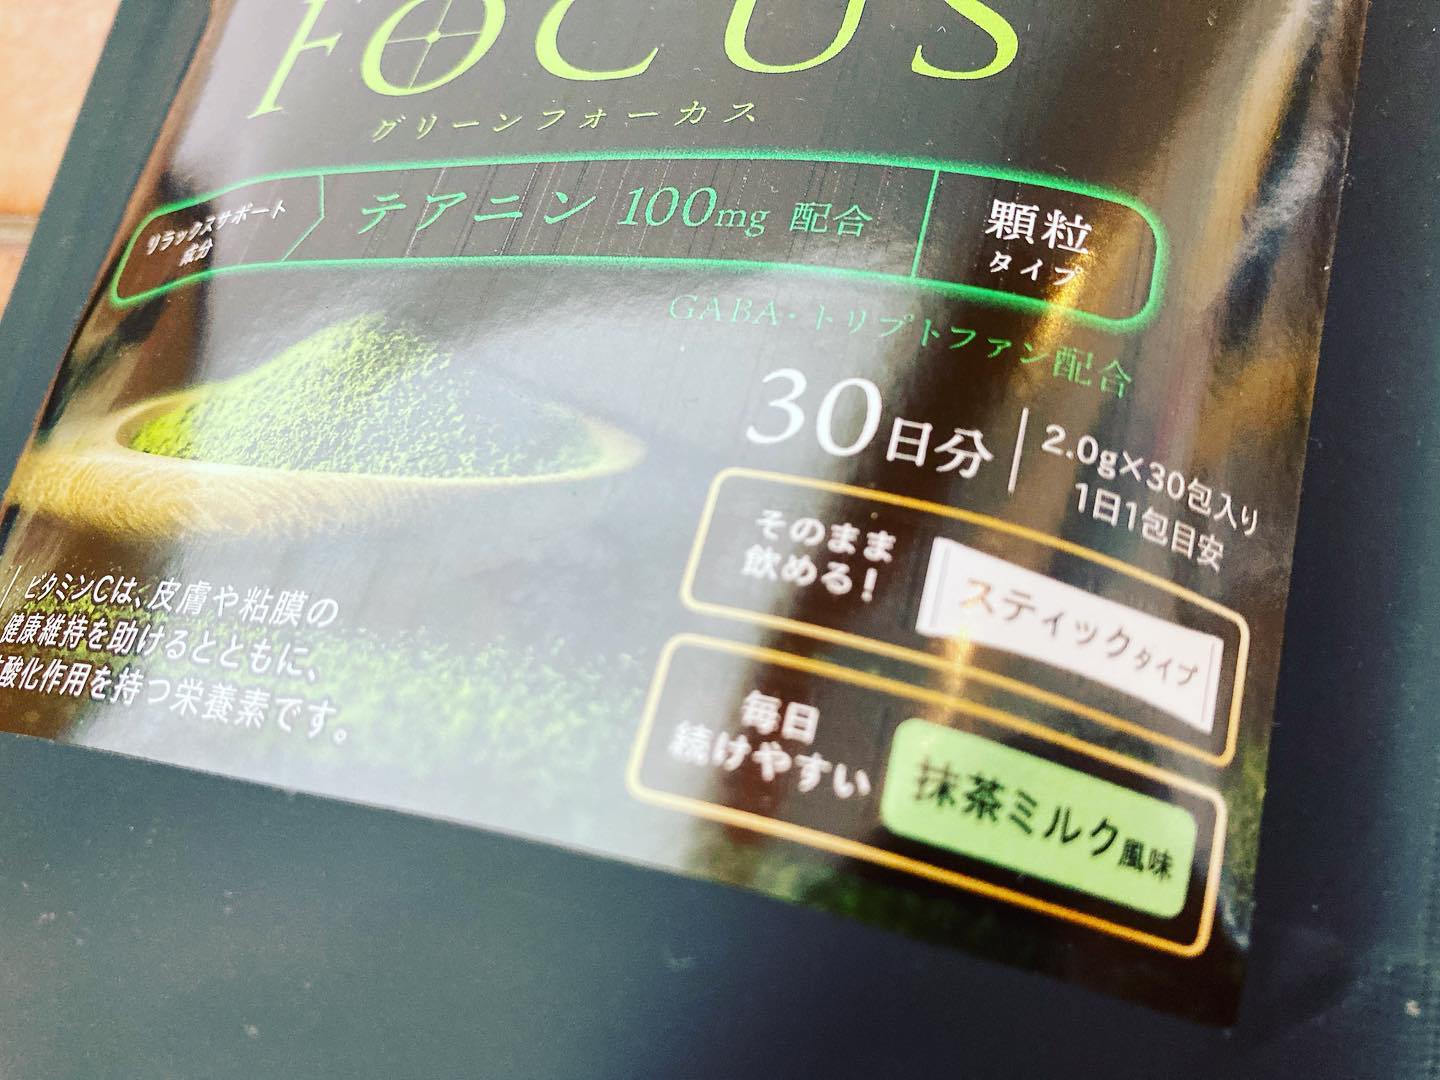 FOCUS
グリーンフォーカス
リラックスサポート
成分
テアニン 100mg 配合
顆粒
タイプ
GABA・トリプトファン配合
30日分
2.0g×30包入り
1日1包目安
そのまま
飲める!
スティックタイプ
毎日
続けやすい
抹茶ミルク風味
ビタミンCは、皮膚や粘膜の
健康維持を助けるとともに、
酸化作用を持つ栄養素です。